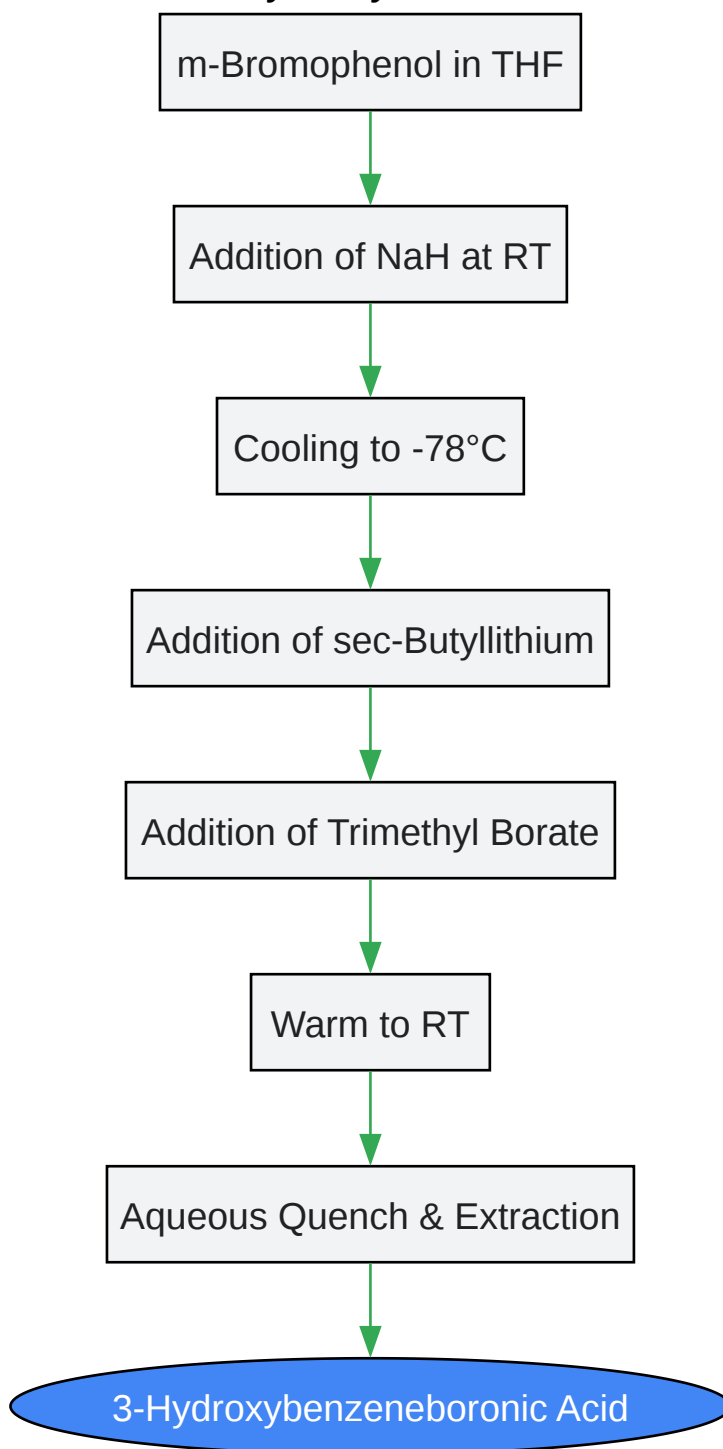 m-Bromophenol in THF
Addition of NaH at RT
Cooling to -78°C
Addition of sec-Butyllithium
Addition of Trimethyl Borate
Warm to RT
Aqueous Quench & Extraction
3-Hydroxybenzeneboronic Acid